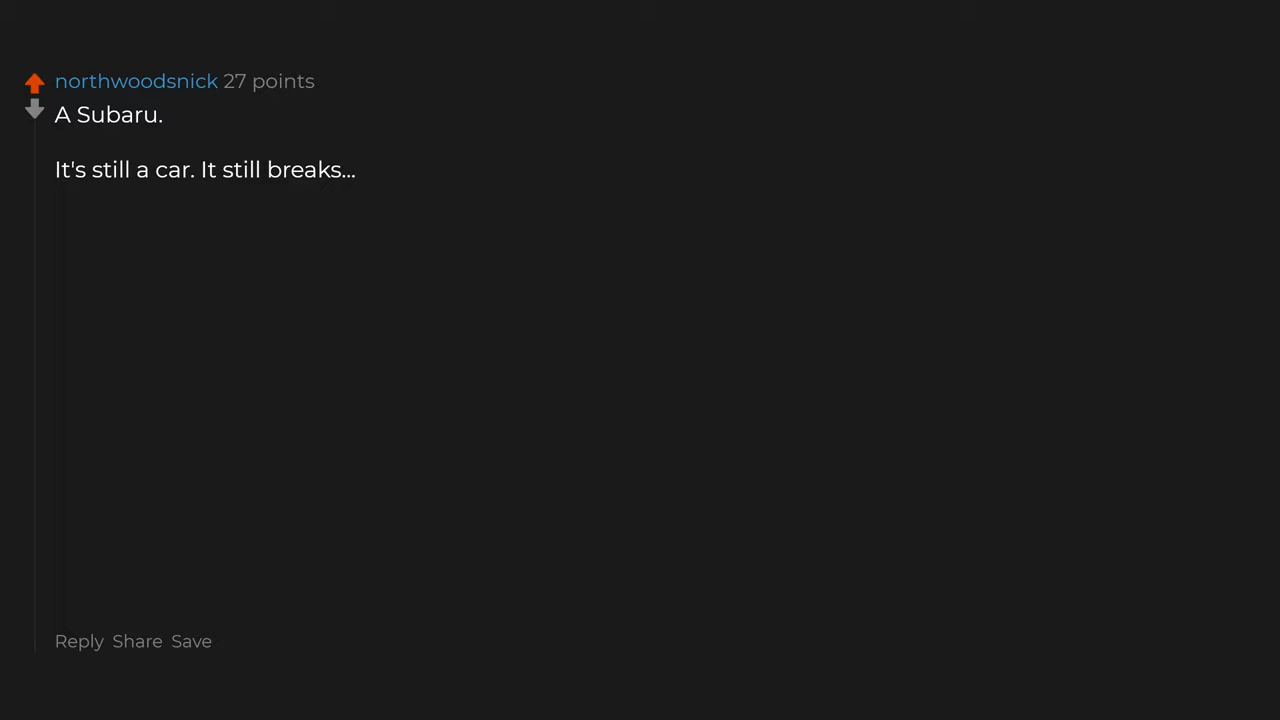 northwoodsnick 27 points
A Subaru.
It's still a car. It still breaks...
Reply Share Save